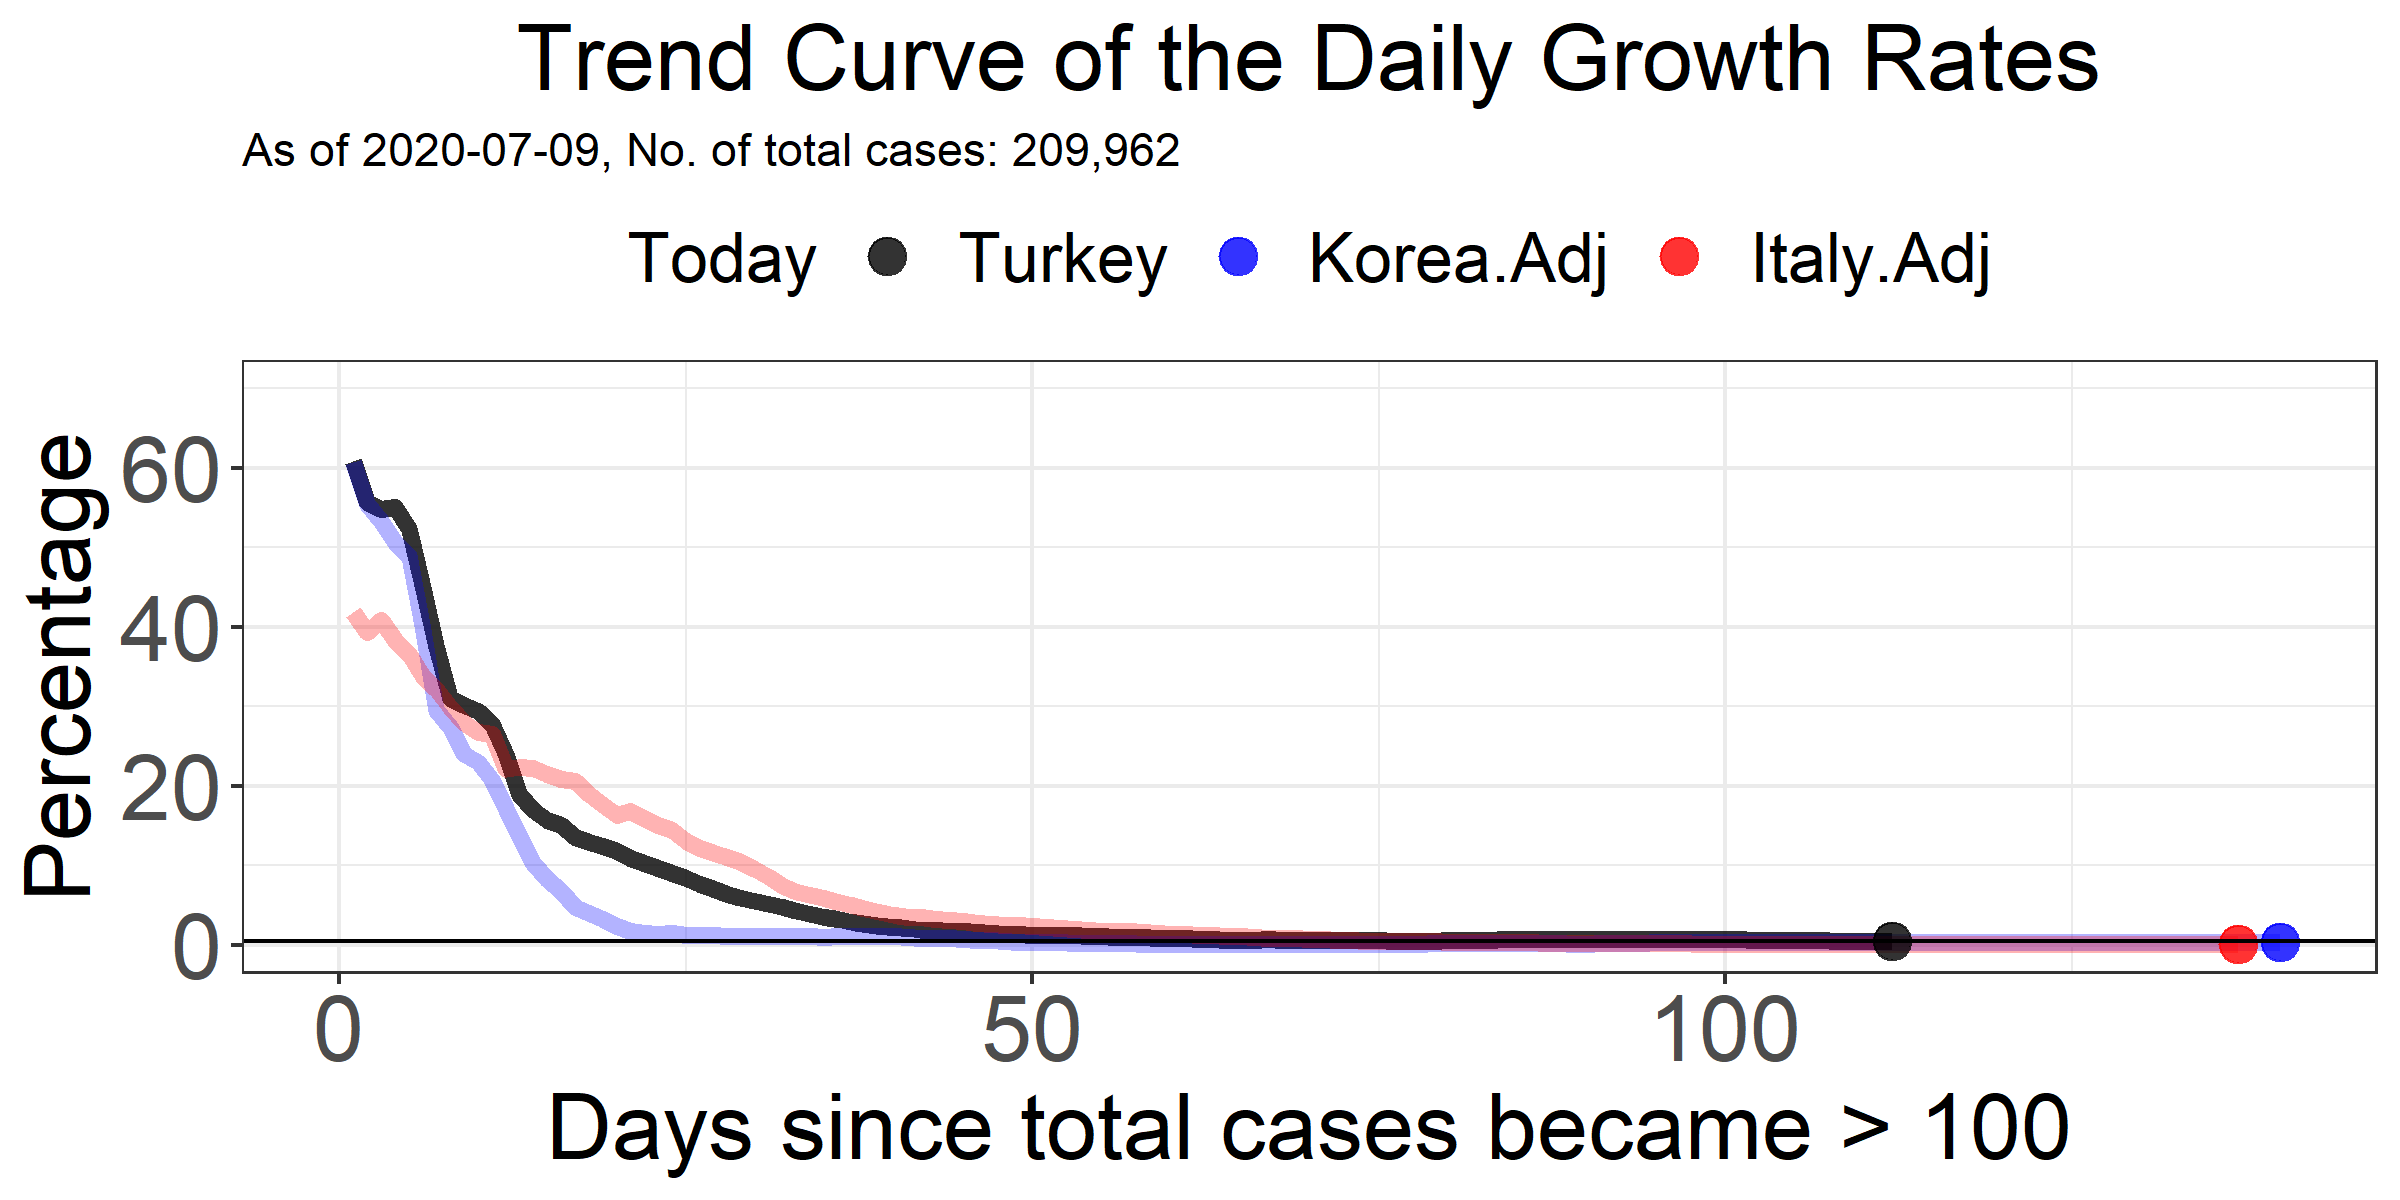 Trend Curve of the Daily Growth Rates
As of 2020-07-09, No. of total cases: 209,962
Today Turkey Korea.Adj Italy.Adj
Percentage
60
40
20
0
0 50 100
Days since total cases became > 100